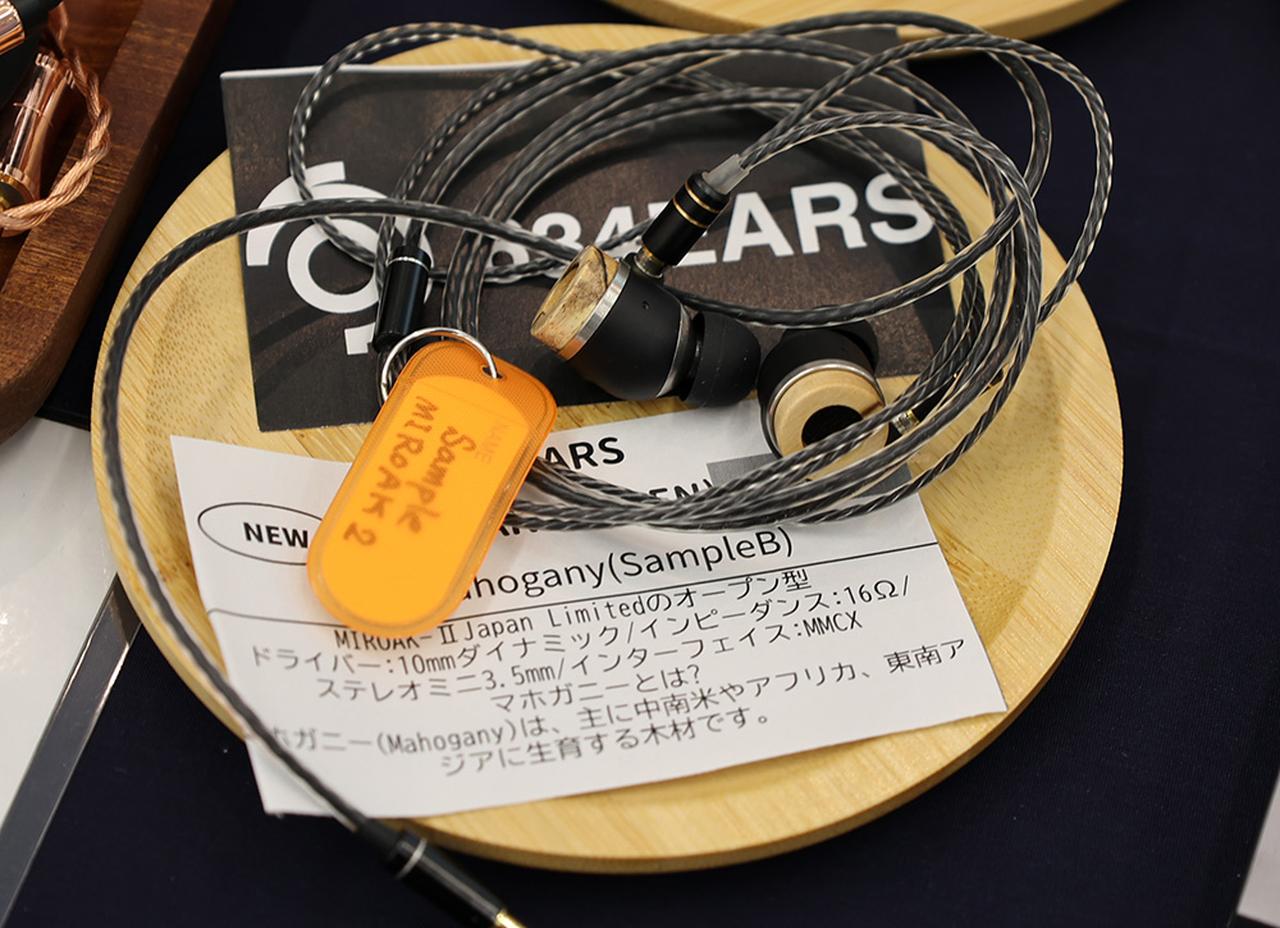 634EARS
NAME
Sample
MIROAK 2
EARS
NEW
(OPEN)
Mahogany(SampleB)
MIROAK-ⅡJapan Limitedのオープン型
ドライバー:10mmダイナミック/インピーダンス:16Ω/
ステレオミニ3.5mm/インターフェイス:MMCX
マホガニーとは?
ホガニー(Mahogany)は、主に中南米やアフリカ、東南ア
ジアに生育する木材です。